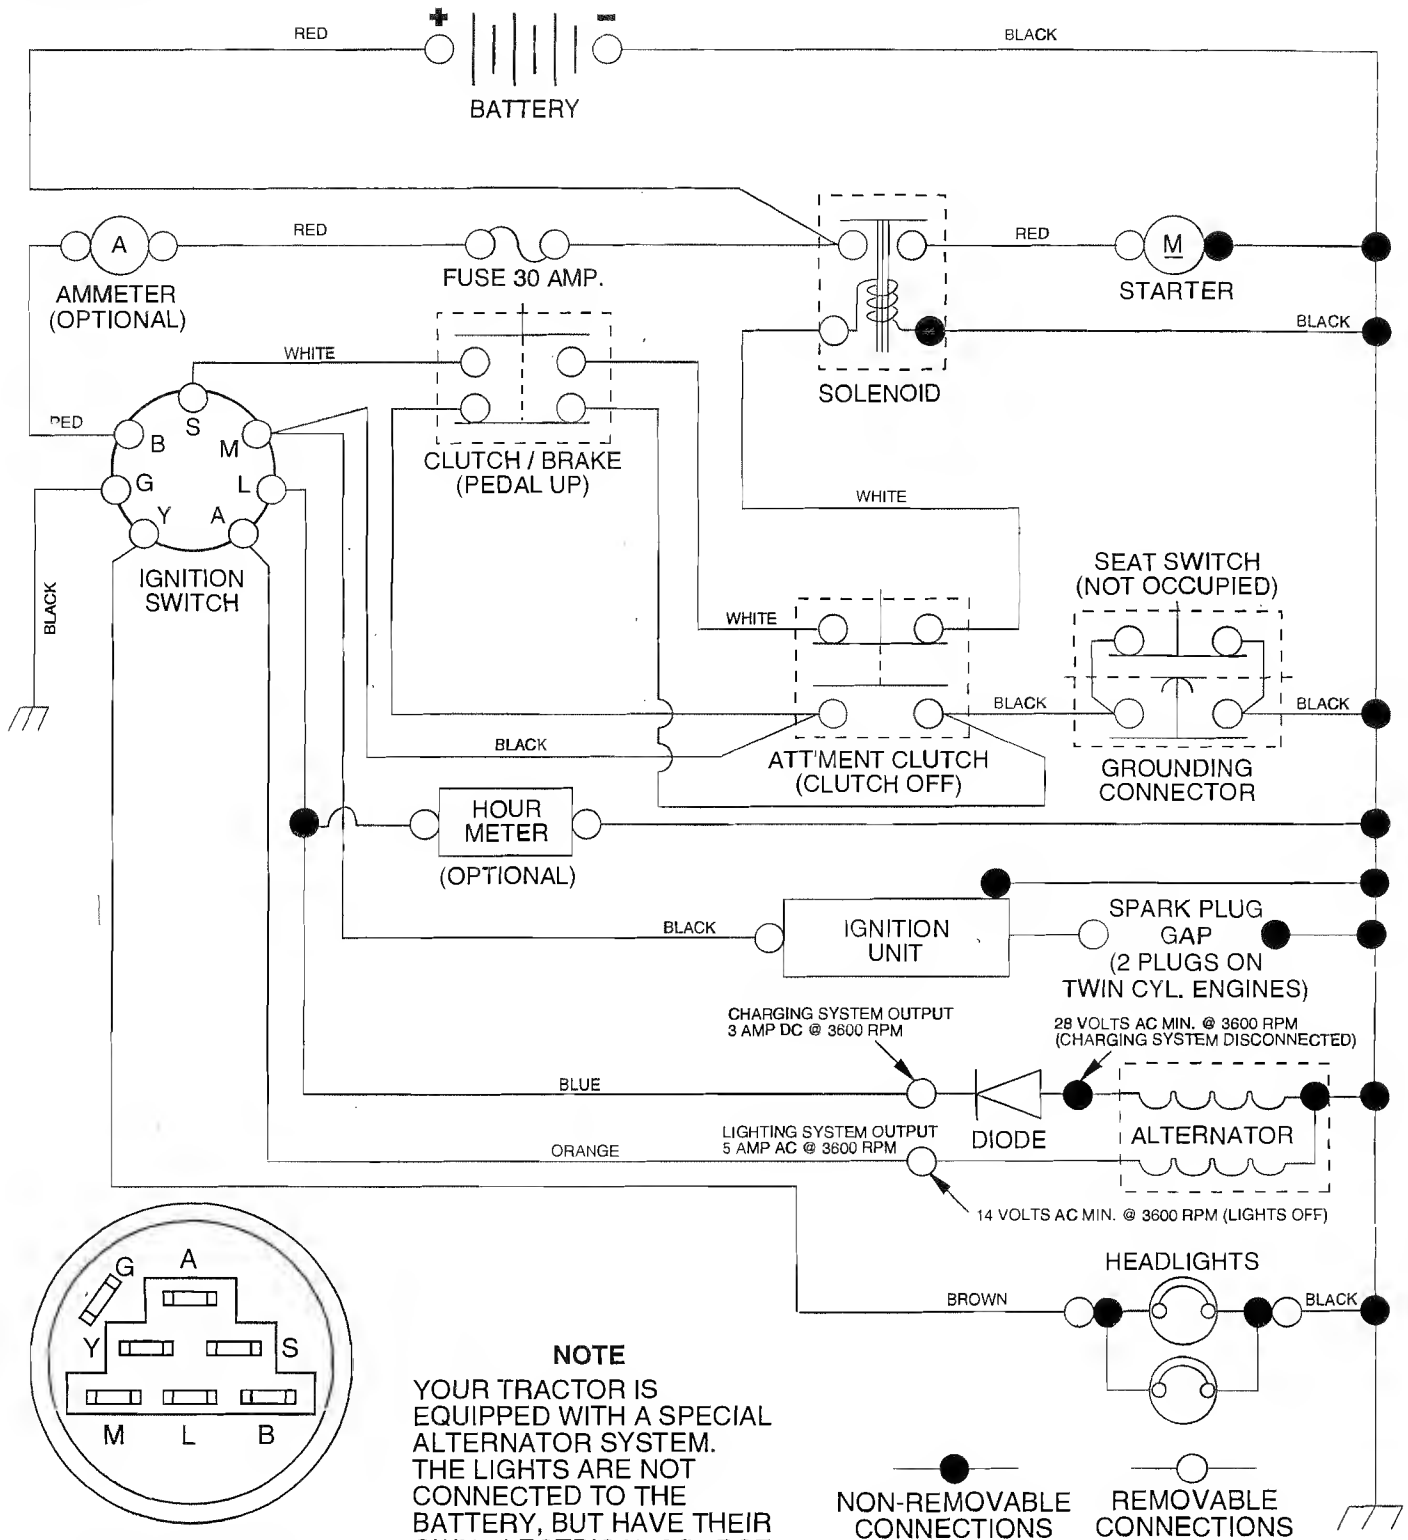 + -
RED
BLACK
BATTERY
A
RED
RED
M
FUSE 30 AMP.
STARTER
AMMETER
(OPTIONAL)
BLACK
WHITE
SOLENOID
RED
S
B
M
G
L
Y
A
CLUTCH / BRAKE
(PEDAL UP)
WHITE
IGNITION
SWITCH
BLACK
SEAT SWITCH
(NOT OCCUPIED)
WHITE
BLACK
BLACK
BLACK
ATT'MENT CLUTCH
(CLUTCH OFF)
GROUNDING
CONNECTOR
HOUR
METER
(OPTIONAL)
BLACK
IGNITION
UNIT
SPARK PLUG
GAP
(2 PLUGS ON
TWIN CYL. ENGINES)
CHARGING SYSTEM OUTPUT
3 AMP DC @ 3600 RPM
28 VOLTS AC MIN. @ 3600 RPM
(CHARGING SYSTEM DISCONNECTED)
BLUE
DIODE
ALTERNATOR
LIGHTING SYSTEM OUTPUT
5 AMP AC @ 3600 RPM
ORANGE
14 VOLTS AC MIN. @ 3600 RPM (LIGHTS OFF)
HEADLIGHTS
BROWN
BLACK
G
A
Y
S
M
L
B
NOTE
YOUR TRACTOR IS
EQUIPPED WITH A SPECIAL
ALTERNATOR SYSTEM.
THE LIGHTS ARE NOT
CONNECTED TO THE
BATTERY, BUT HAVE THEIR
NON-REMOVABLE
CONNECTIONS
REMOVABLE
CONNECTIONS